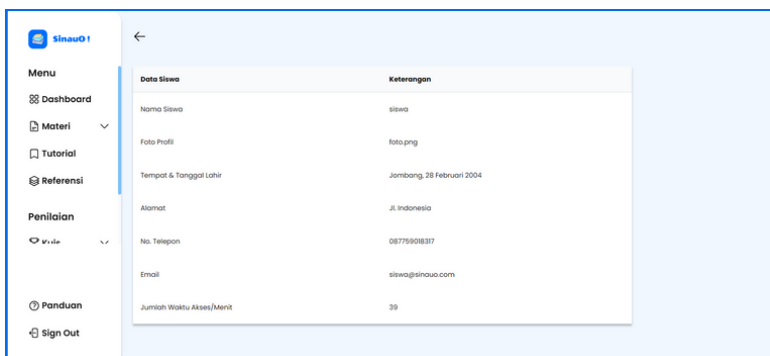 SinauO !
Menu
Dashboard
Materi
Tutorial
Referensi
Penilaian
Kuis
Panduan
Sign Out
Data Siswa Keterangan
Nama Siswa siswa
Foto Profil foto.png
Tempat & Tanggal Lahir Jombang, 28 Februari 2004
Alamat Jl. Indonesia
No. Telepon 087759018317
Email siswa@sinauo.com
Jumlah Waktu Akses/Menit 39